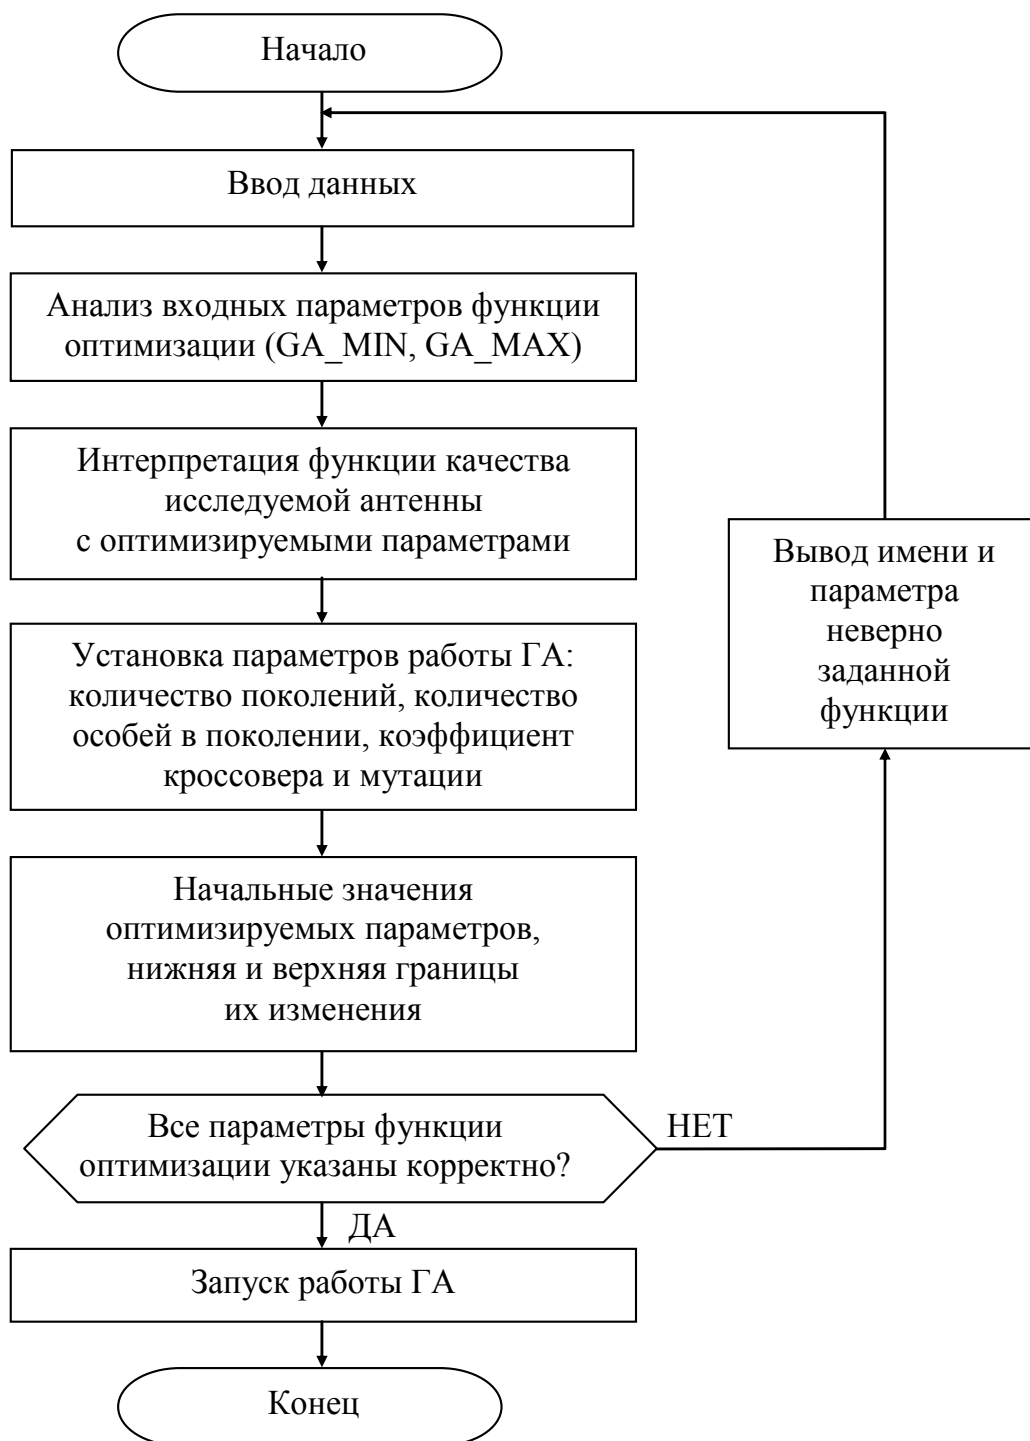 Начало
Ввод данных
Анализ входных параметров функции
оптимизации (GA_MIN, GA_MAX)
Интерпретация функции качества
исследуемой антенны
с оптимизируемыми параметрами
Установка параметров работы ГА:
количество поколений, количество
особей в поколении, коэффициент
кроссовера и мутации
Начальные значения
оптимизируемых параметров,
нижняя и верхняя границы
их изменения
Все параметры функции
оптимизации указаны корректно?
НЕТ
Вывод имени и
параметра
неверно
заданной
функции
ДА
Запуск работы ГА
Конец